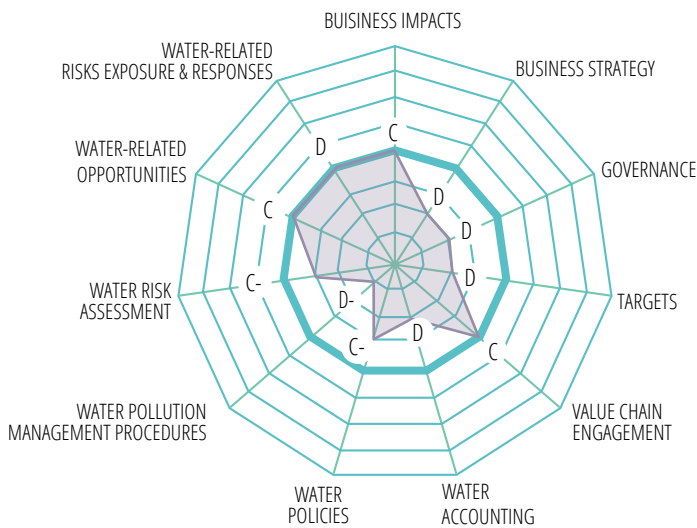 BUISINESS IMPACTS
WATER-RELATED
RISKS EXPOSURE & RESPONSES
BUSINESS STRATEGY
D
C
WATER-RELATED
OPPORTUNITIES
GOVERNANCE
D
C
D
C-
D
WATER RISK
ASSESSMENT
TARGETS
D-
D
C-
C
WATER POLLUTION
MANAGEMENT PROCEDURES
VALUE CHAIN
ENGAGEMENT
WATER
POLICIES
WATER
ACCOUNTING